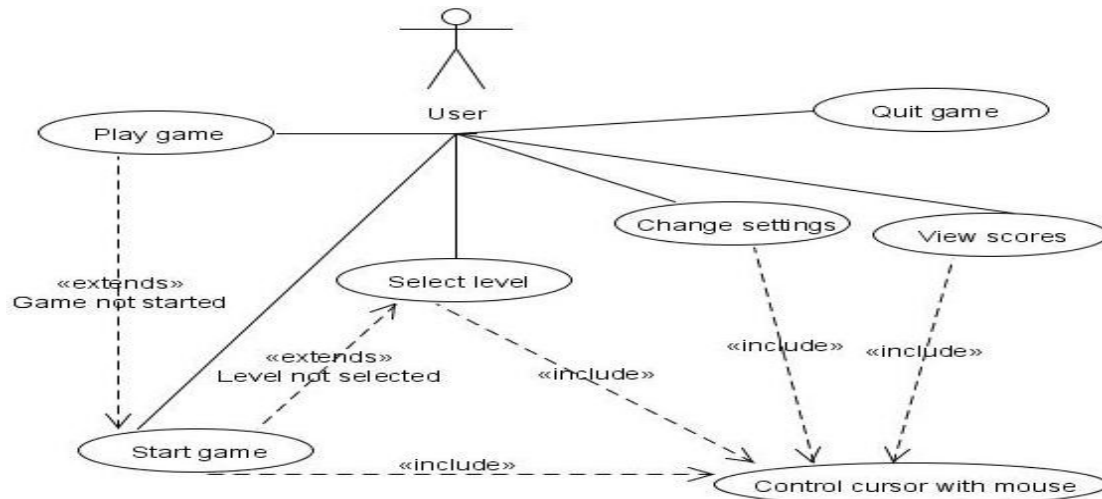 User
Play game
Quit game
Change settings
View scores
«extends»
Game not started
Select level
«extends»
Level not selected
«include»
«include»
«include»
Start game
«include»
Control cursor with mouse